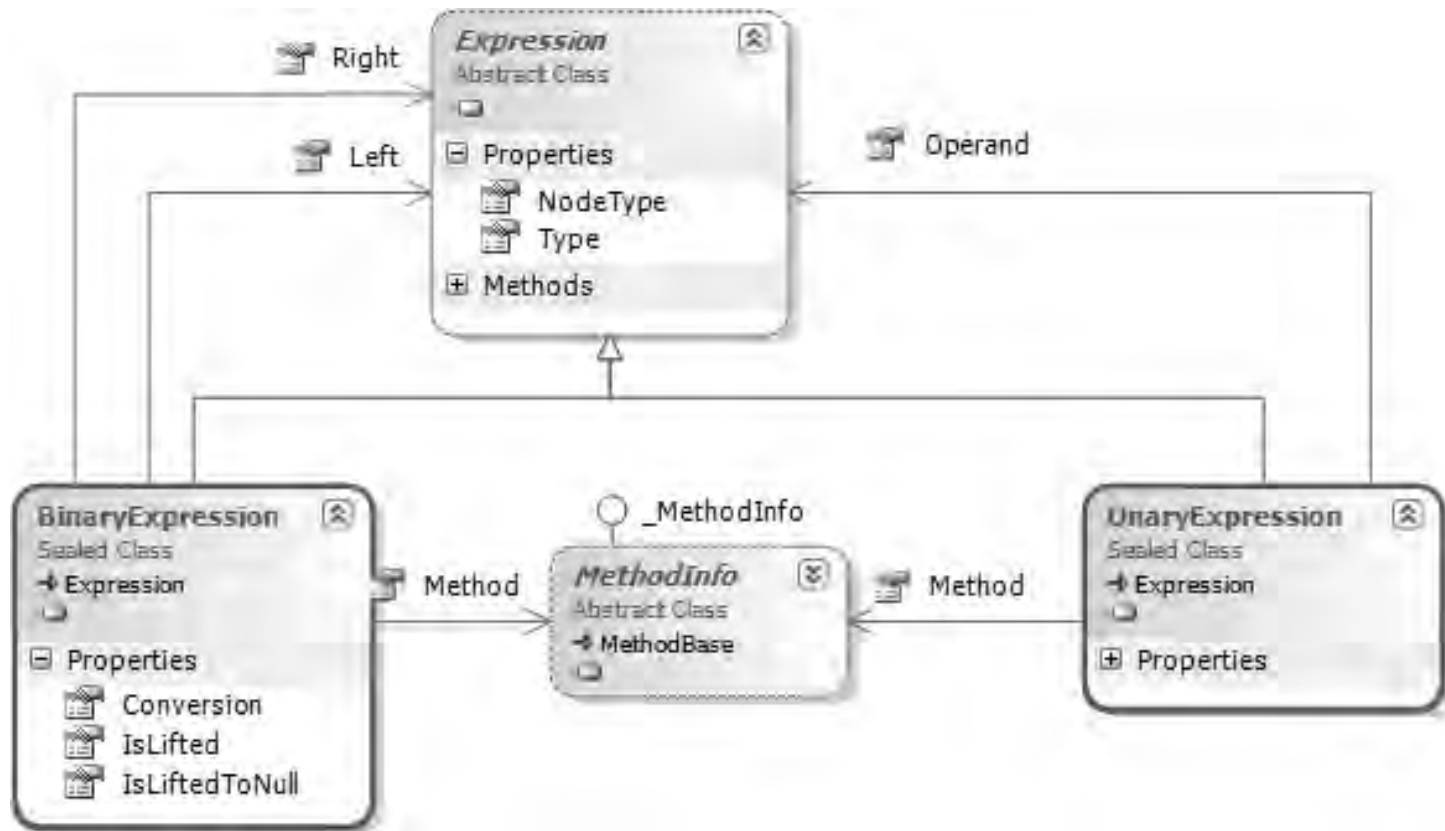 Right
Expression
Abstract Class
Left
Properties
NodeType
Type
Methods
Operand
BinaryExpression
Sealed Class
Expression
Properties
Conversion
IsLifted
IsLiftedToNull
Method
_MethodInfo
MethodInfo
Abstract Class
MethodBase
Method
UnaryExpression
Sealed Class
Expression
Properties